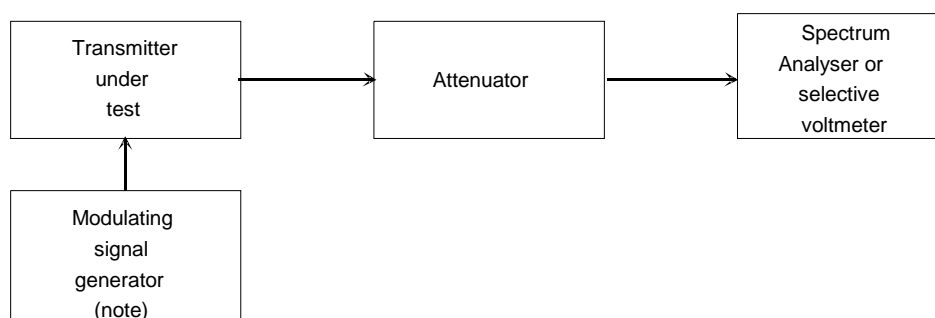 Transmitter
under
test
Attenuator
Spectrum
Analyser or
selective
voltmeter
Modulating
signal
generator
(note)